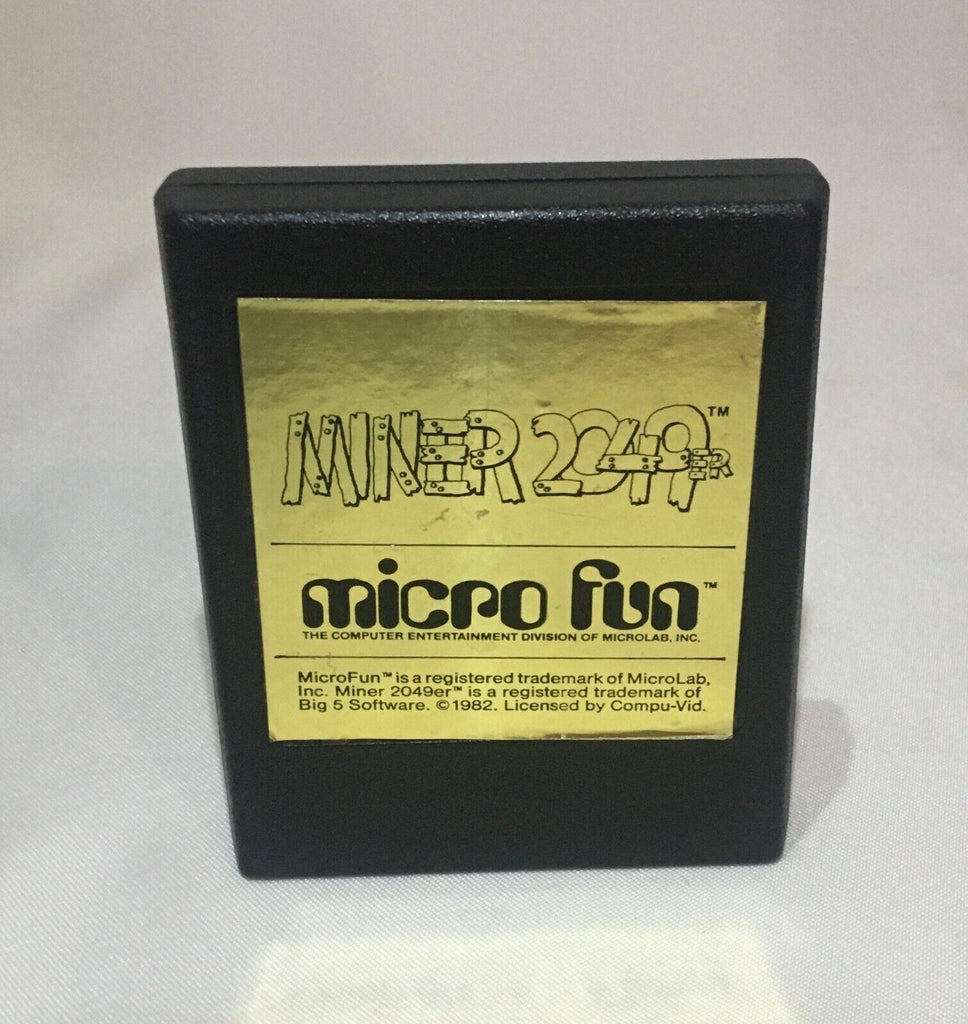 MINER 2049ER™
micro fun™
THE COMPUTER ENTERTAINMENT DIVISION OF MICROLAB, INC.
MicroFun™ is a registered trademark of MicroLab,
Inc. Miner 2049er™ is a registered trademark of
Big 5 Software. ©1982. Licensed by Compu-Vid.